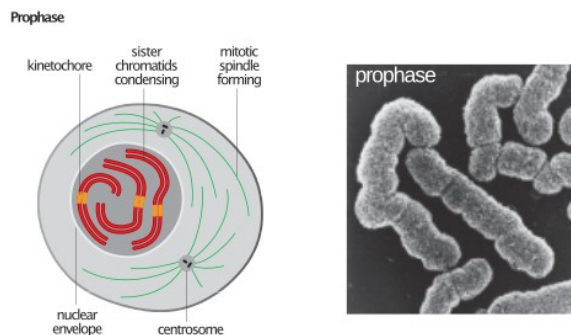 Prophase
kinetochore
sister
chromatids
condensing
mitotic
spindle
forming
prophase
nuclear
envelope
centrosome